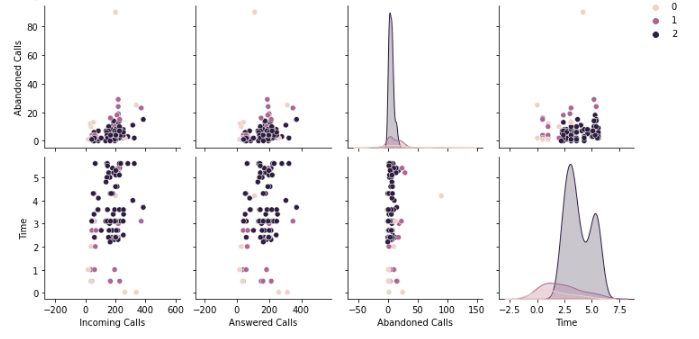 0
1
2
Abandoned Calls
80
60
40
20
0
Time
5
4
3
2
1
0
−200 0 200 400 600
−200 0 200 400
−50 0 50 100 150
−2.5 0.0 2.5 5.0 7.5
Incoming Calls
Answered Calls
Abandoned Calls
Time